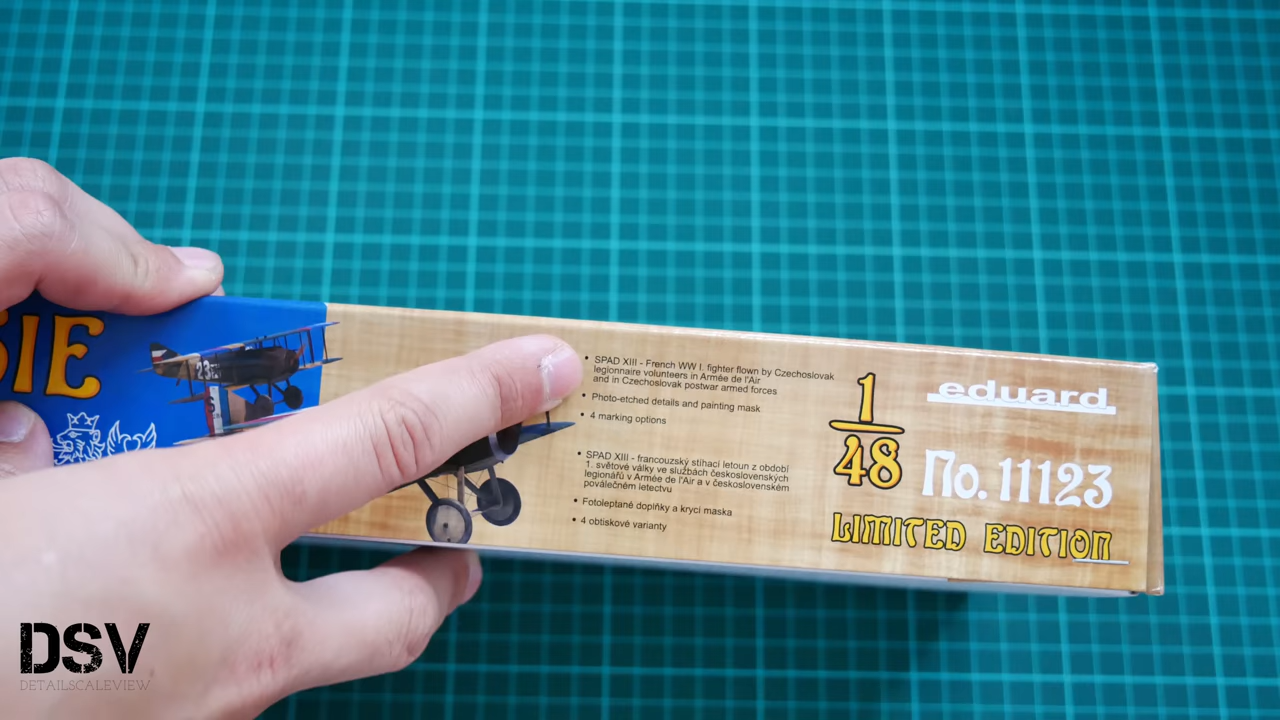 SIE
23
SPAD XIII - French WW I. fighter flown by Czechoslovak
legionnaire volunteers in Armée de l'Air
and in Czechoslovak postwar armed forces
Photo-etched details and painting mask
4 marking options
SPAD XIII - francouzský stíhací letoun z období
1. světové války ve službách československých
legionářů v Armée de l'Air a v československém
poválečném letectvu
Fotoleptané doplňky a krycí maska
4 obtiskové varianty
1
48
eduard
No. 11123
LIMITED EDITION
DSV
DETAILSCALEVIEW